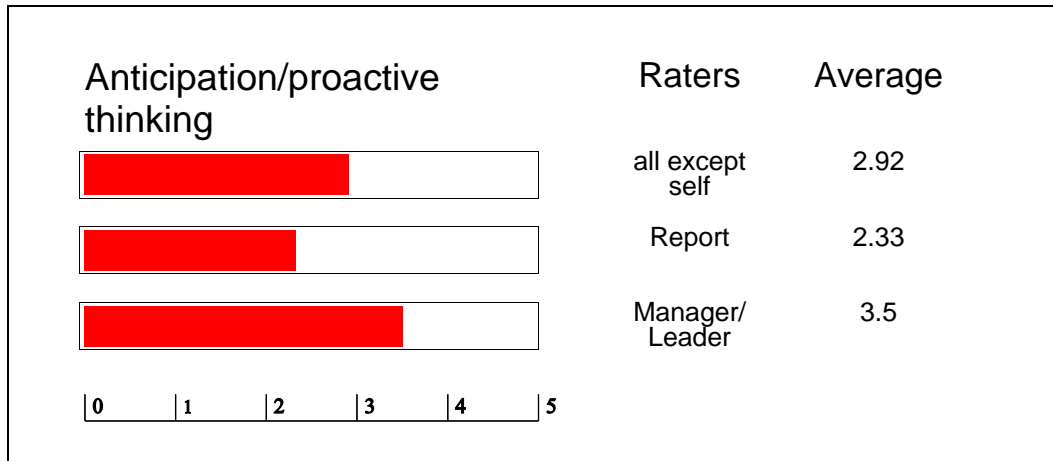 Anticipation/proactive
thinking
Raters
Average
all except
self
2.92
Report
2.33
Manager/
Leader
3.5
0 1 2 3 4 5